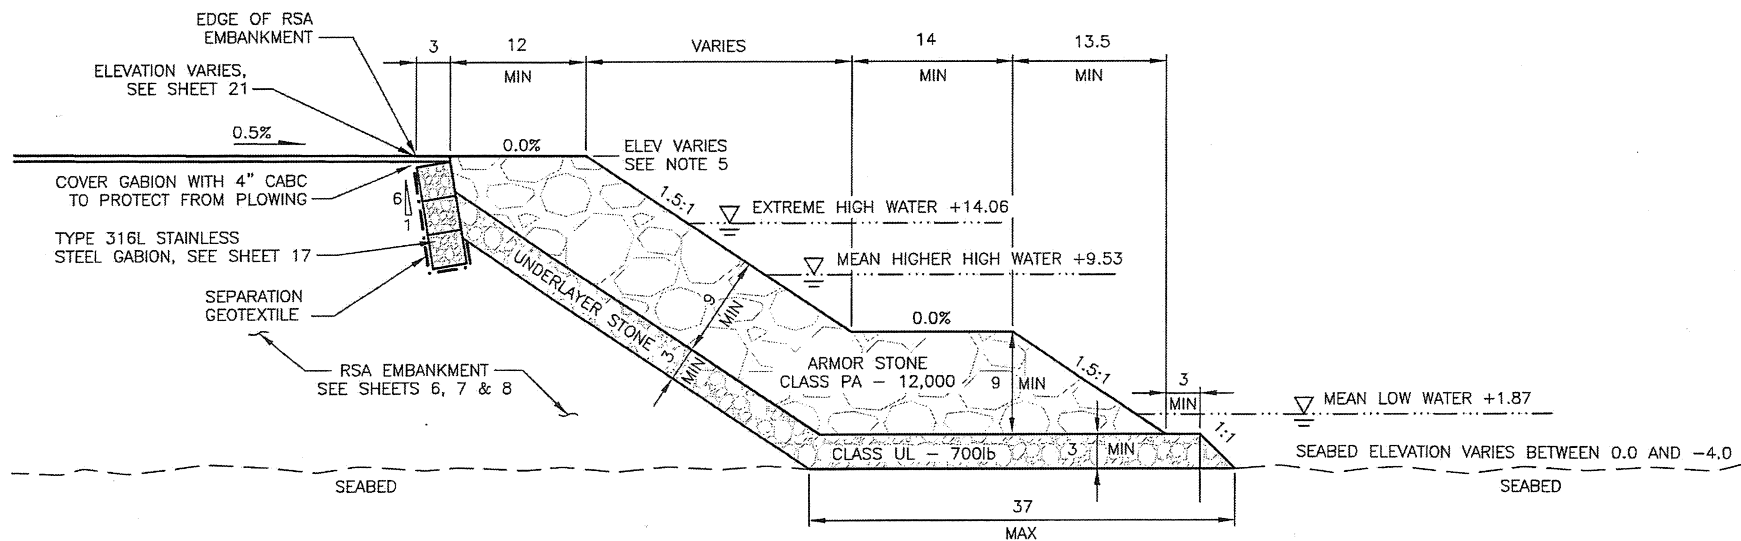 EDGE OF RSA
EMBANKMENT
3
12
MIN
VARIES
14
MIN
13.5
MIN
ELEVATION VARIES,
SEE SHEET 21
0.5%
0.0%
ELEV VARIES
SEE NOTE 5
COVER GABION WITH 4" CABC
TO PROTECT FROM PLOWING
6
1
1.5:1
EXTREME HIGH WATER +14.06
TYPE 316L STAINLESS
STEEL GABION, SEE SHEET 17
MEAN HIGHER HIGH WATER +9.53
UNDERLAYER STONE
9
MIN
SEPARATION
GEOTEXTILE
0.0%
3
MIN
ARMOR STONE
CLASS PA – 12,000
9 MIN
1.5:1
3
MIN
RSA EMBANKMENT
SEE SHEETS 6, 7 & 8
MEAN LOW WATER +1.87
1:1
CLASS UL – 700lb
3 MIN
SEABED ELEVATION VARIES BETWEEN 0.0 AND –4.0
SEABED
SEABED
37
MAX